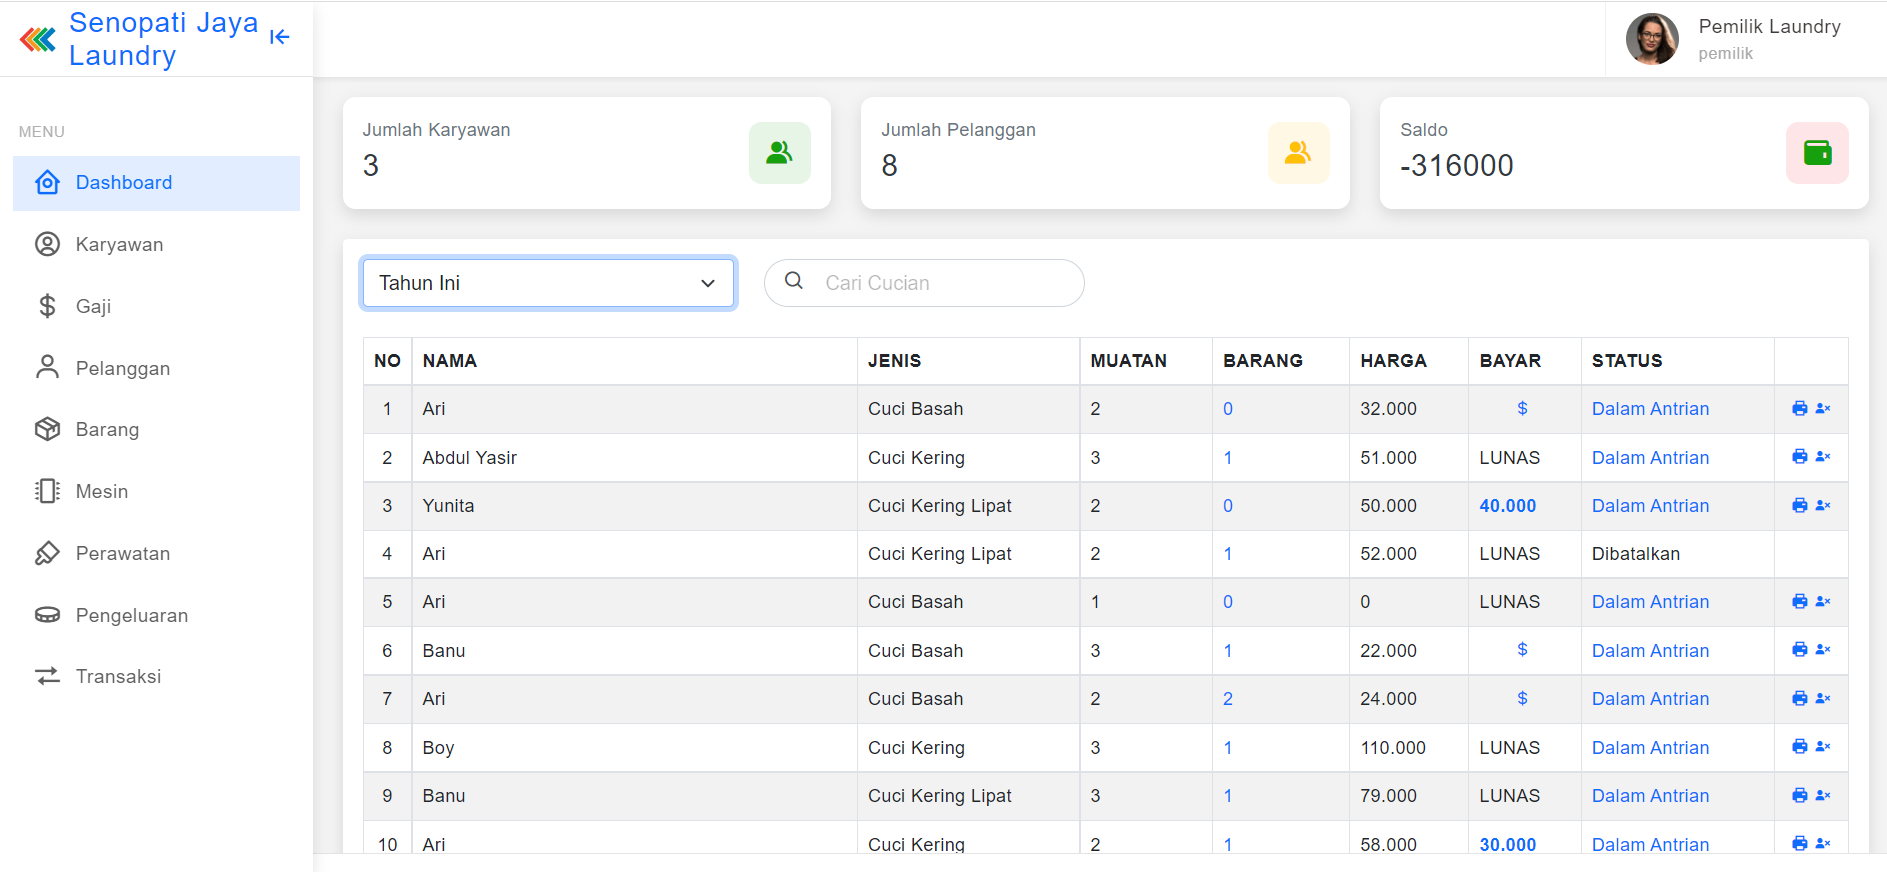 Senopati Jaya
Laundry
Pemilik Laundry
pemilik
MENU
Dashboard
Karyawan
Gaji
Pelanggan
Barang
Mesin
Perawatan
Pengeluaran
Transaksi
Jumlah Karyawan
3
Jumlah Pelanggan
8
Saldo
-316000
Tahun Ini
Cari Cucian
NO NAMA JENIS MUATAN BARANG HARGA BAYAR STATUS
1 Ari Cuci Basah 2 0 32.000 $ Dalam Antrian
2 Abdul Yasir Cuci Kering 3 1 51.000 LUNAS Dalam Antrian
3 Yunita Cuci Kering Lipat 2 0 50.000 40.000 Dalam Antrian
4 Ari Cuci Kering Lipat 2 1 52.000 LUNAS Dibatalkan
5 Ari Cuci Basah 1 0 0 LUNAS Dalam Antrian
6 Banu Cuci Basah 3 1 22.000 $ Dalam Antrian
7 Ari Cuci Basah 2 2 24.000 $ Dalam Antrian
8 Boy Cuci Kering 3 1 110.000 LUNAS Dalam Antrian
9 Banu Cuci Kering Lipat 3 1 79.000 LUNAS Dalam Antrian
10 Ari Cuci Kering 2 1 58.000 30.000 Dalam Antrian